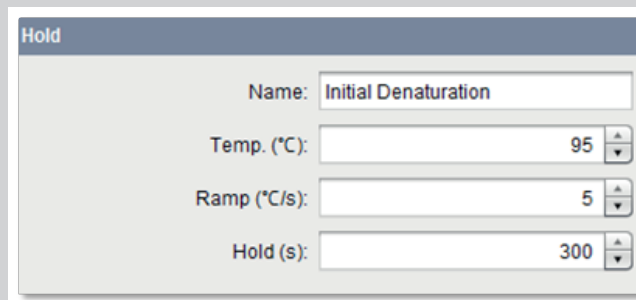 Hold
Name: Initial Denaturation
Temp. (°C): 95
Ramp (°C/s): 5
Hold (s): 300